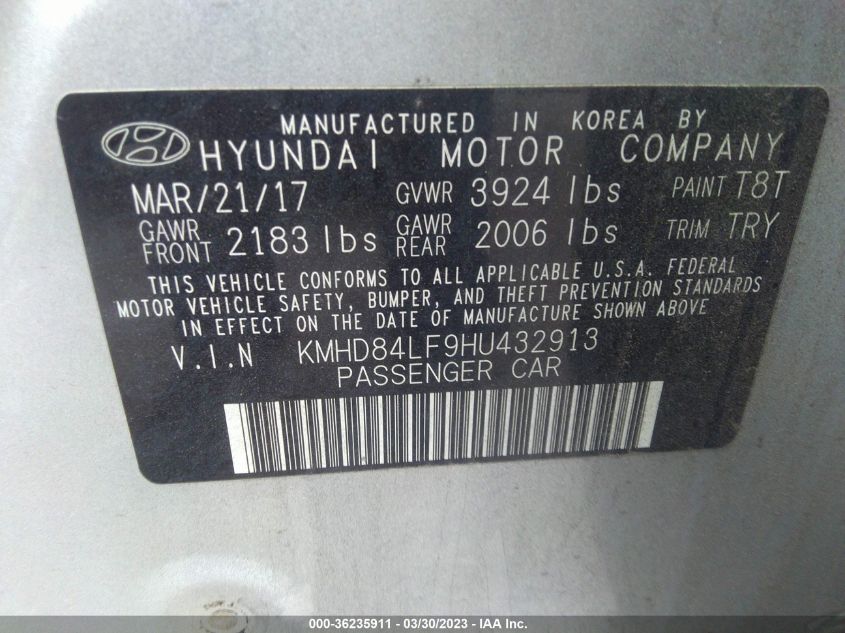 MANUFACTURED IN KOREA BY
HYUNDAI MOTOR COMPANY
MAR/21/17 GVWR 3924 lbs PAINT T8T
GAWR FRONT 2183 lbs GAWR REAR 2006 lbs TRIM TRY
THIS VEHICLE CONFORMS TO ALL APPLICABLE U.S.A. FEDERAL
MOTOR VEHICLE SAFETY, BUMPER, AND THEFT PREVENTION STANDARDS
IN EFFECT ON THE DATE OF MANUFACTURE SHOWN ABOVE
V.I.N KMHD84LF9HU432913
PASSENGER CAR
000-36235911 - 03/30/2023 - IAA Inc.